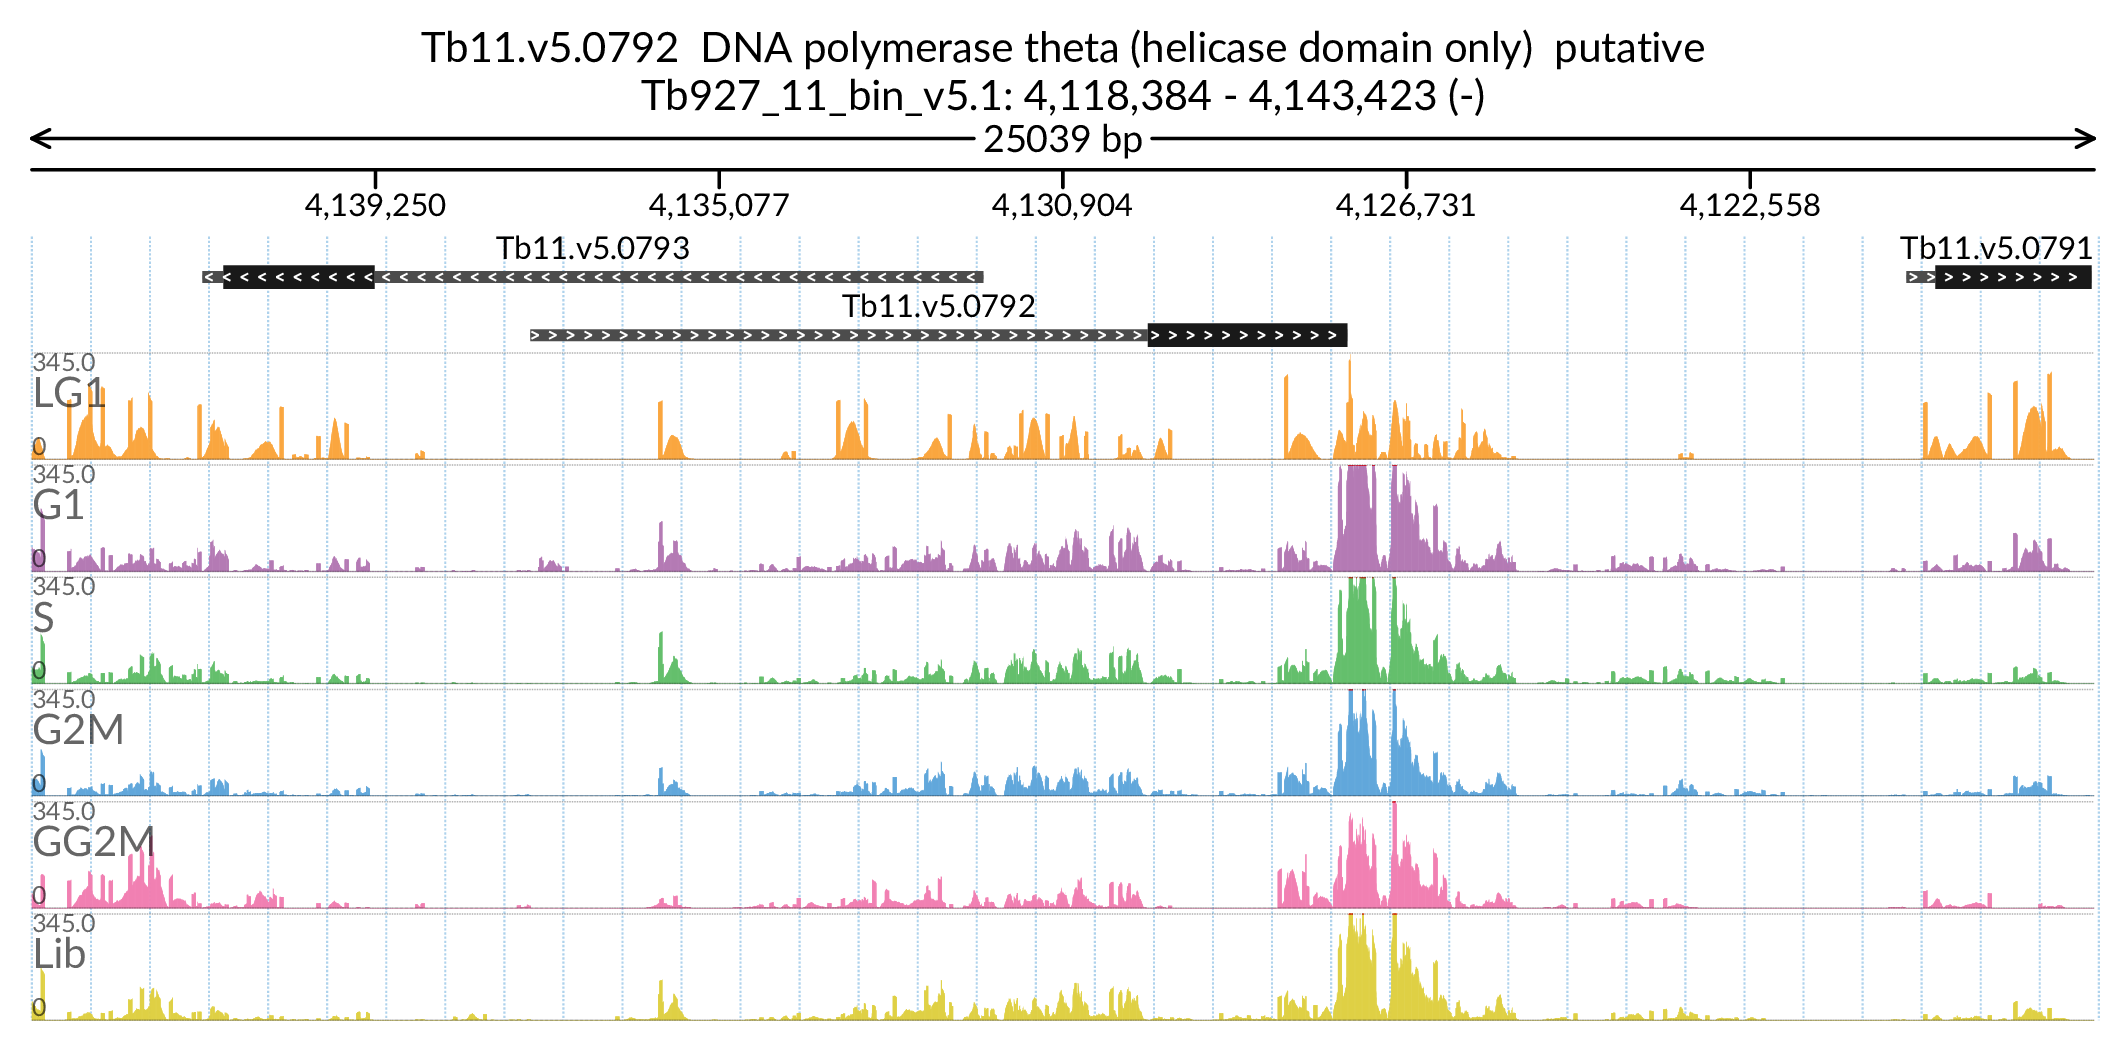 Tb11.v5.0792  DNA polymerase theta (helicase domain only)  putative
Tb927_11_bin_v5.1: 4,118,384 - 4,143,423 (-)
25039 bp
4,139,250 4,135,077 4,130,904 4,126,731 4,122,558
Tb11.v5.0793 Tb11.v5.0791
Tb11.v5.0792
345.0
LG1
0
345.0
G1
0
345.0
S
0
345.0
G2M
0
345.0
GG2M
0
345.0
Lib
0